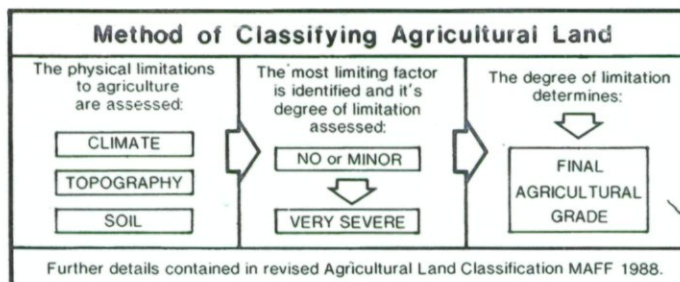 Method of Classifying Agricultural Land
The physical limitations
to agriculture
are assessed:
CLIMATE
TOPOGRAPHY
SOIL
The most limiting factor
is identified and it's
degree of limitation
assessed:
NO or MINOR
VERY SEVERE
The degree of limitation
determines:
FINAL
AGRICULTURAL
GRADE
Further details contained in revised Agricultural Land Classification MAFF 1988.